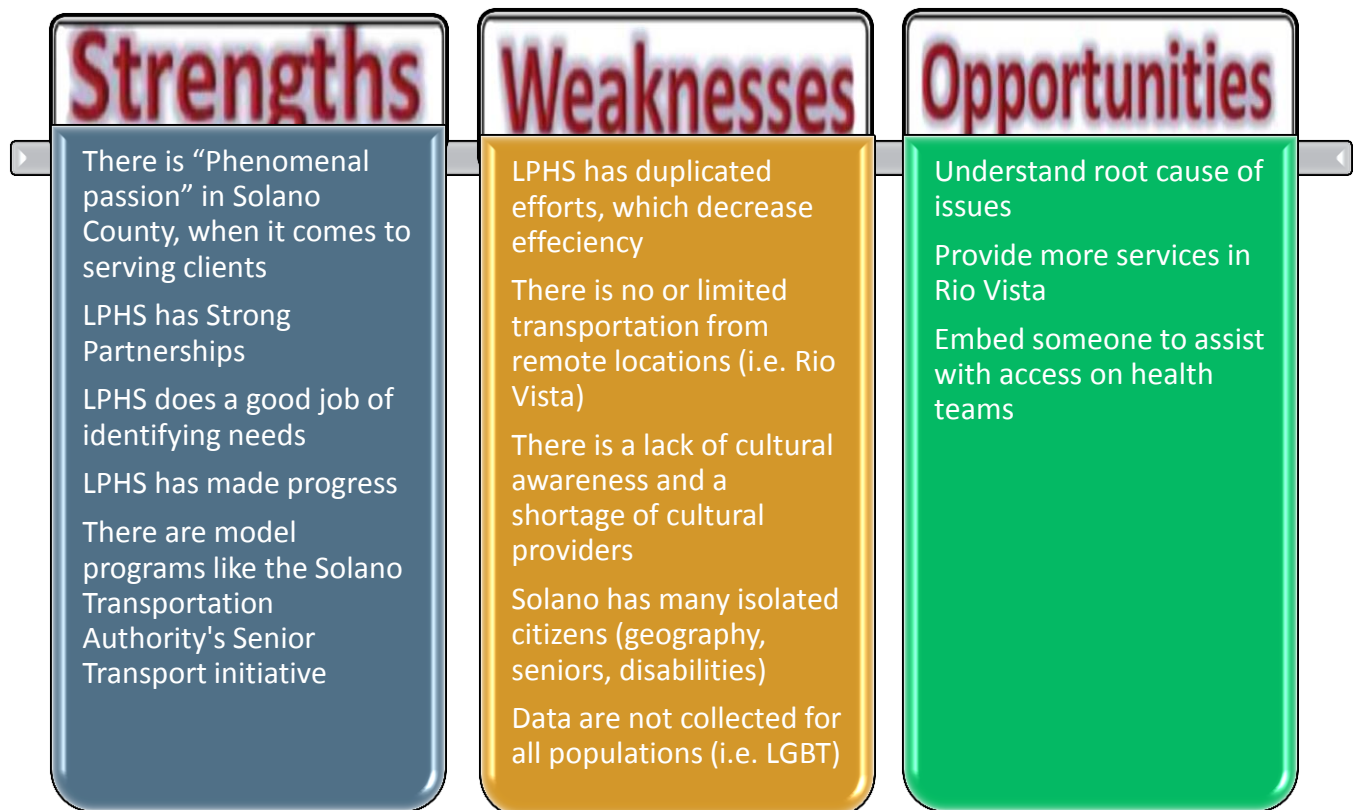 Strengths
There is “Phenomenal
passion” in Solano
County, when it comes to
serving clients
LPHS has Strong
Partnerships
LPHS does a good job of
identifying needs
LPHS has made progress
There are model
programs like the Solano
Transportation
Authority's Senior
Transport initiative
Weaknesses
LPHS has duplicated
efforts, which decrease
effeciency
There is no or limited
transportation from
remote locations (i.e. Rio
Vista)
There is a lack of cultural
awareness and a
shortage of cultural
providers
Solano has many isolated
citizens (geography,
seniors, disabilities)
Data are not collected for
all populations (i.e. LGBT)
Opportunities
Understand root cause of
issues
Provide more services in
Rio Vista
Embed someone to assist
with access on health
teams